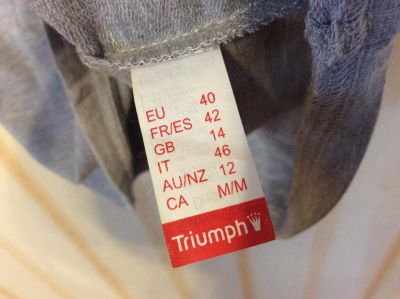 EU 40
FR/ES 42
GB 14
IT 46
AU/NZ 12
CA M/M
Triumph